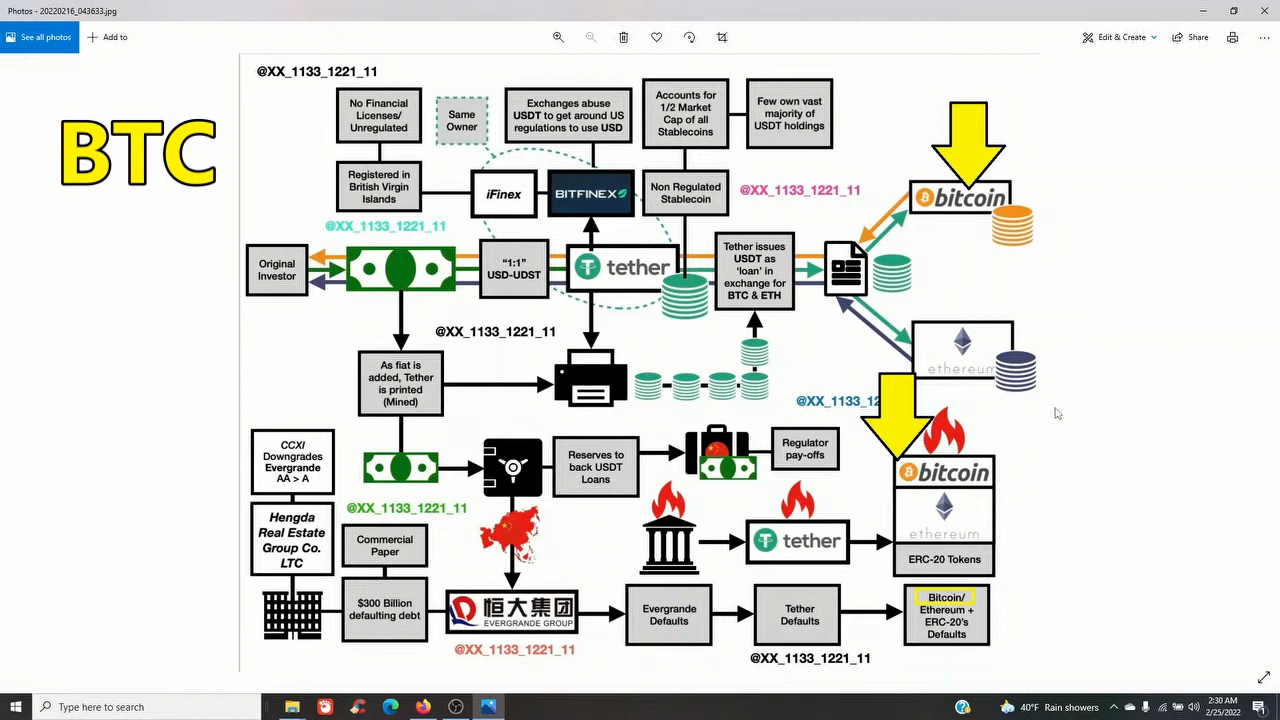 Photos - 20220216_043633.jpg
See all photos
Add to
Edit & Create
Share
@XX_1133_1221_11
BTC
No Financial
Licenses/
Unregulated
Same
Owner
Exchanges abuse
USDT to get around US
regulations to use USD
Accounts for
1/2 Market
Cap of all
Stablecoins
Few own vast
majority of
USDT holdings
Registered in
British Virgin
Islands
iFinex
BITFINEX
Non Regulated
Stablecoin
@XX_1133_1221_11
bitcoin
@XX_1133_1221_11
Original
Investor
"1:1"
USD-UDST
tether
Tether issues
USDT as
'loan' in
exchange for
BTC & ETH
@XX_1133_1221_11
ethereum
As fiat is
added, Tether
is printed
(Mined)
@XX_1133_12
CCXI
Downgrades
Evergrande
AA > A
Reserves to
back USDT
Loans
Regulator
pay-offs
bitcoin
ethereum
ERC-20 Tokens
@XX_1133_1221_11
Hengda
Real Estate
Group Co.
LTC
Commercial
Paper
tether
$300 Billion
defaulting debt
恒大集团
EVERGRANDE GROUP
Evergrande
Defaults
Tether
Defaults
Bitcoin/
Ethereum +
ERC-20's
Defaults
@XX_1133_1221_11
@XX_1133_1221_11
Type here to search
40°F Rain showers
2:30 AM
2/25/2022